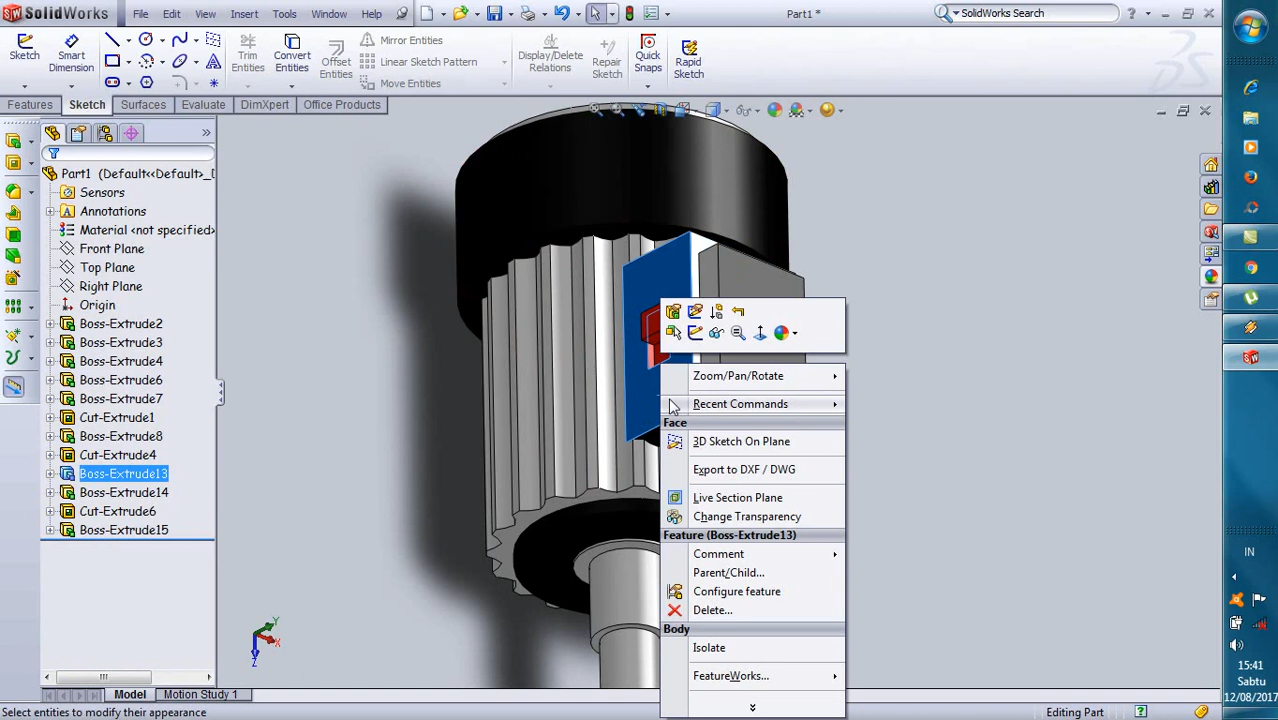 SolidWorks
File
Edit
View
Insert
Tools
Window
Help
Part1 *
SolidWorks Search
Sketch
Smart
Dimension
Trim
Entities
Convert
Entities
Offset
Entities
Mirror Entities
Linear Sketch Pattern
Move Entities
Display/Delete
Relations
Repair
Sketch
Quick
Snaps
Rapid
Sketch
Features
Sketch
Surfaces
Evaluate
DimXpert
Office Products
Part1 (Default<<Default>_D
Sensors
Annotations
Material <not specified>
Front Plane
Top Plane
Right Plane
Origin
Boss-Extrude2
Boss-Extrude3
Boss-Extrude4
Boss-Extrude6
Boss-Extrude7
Cut-Extrude1
Boss-Extrude8
Cut-Extrude4
Boss-Extrude13
Boss-Extrude14
Cut-Extrude6
Boss-Extrude15
Zoom/Pan/Rotate
Recent Commands
Face
3D Sketch On Plane
Export to DXF / DWG
Live Section Plane
Change Transparency
Feature (Boss-Extrude13)
Comment
Parent/Child...
Configure feature
Delete...
Body
Isolate
FeatureWorks...
Y
X
Z
Model
Motion Study 1
Select entities to modify their appearance
Editing Part
IN
15:41
Sabtu
12/08/2017